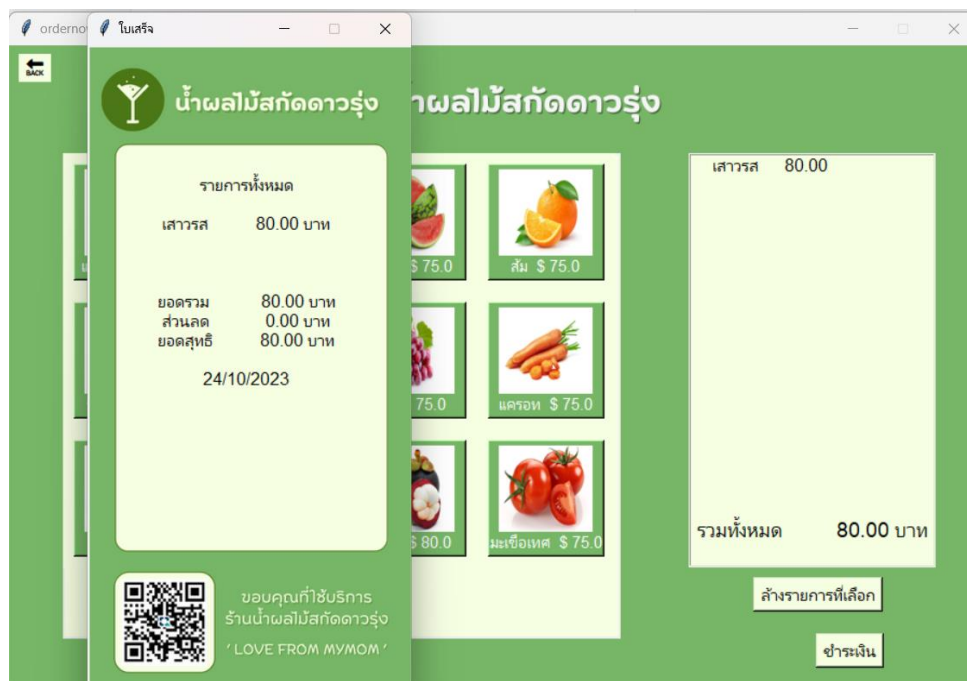 ใบเสร็จ
BACK
น้ำผลไม้สกัดดาวรุ่ง
รายการทั้งหมด
เสาวรส 80.00 บาท
ยอดรวม 80.00 บาท
ส่วนลด 0.00 บาท
ยอดสุทธิ 80.00 บาท
24/10/2023
ขอบคุณที่ใช้บริการ
ร้านน้ำผลไม้สกัดดาวรุ่ง
‘ LOVE FROM MYMOM ’
ผลไม้สกัดดาวรุ่ง
$ 75.0
ส้ม $ 75.0
75.0
แครอท $ 75.0
$ 80.0
มะเขือเทศ $ 75.0
เสาวรส 80.00
รวมทั้งหมด 80.00 บาท
ล้างรายการที่เลือก
ชำระเงิน